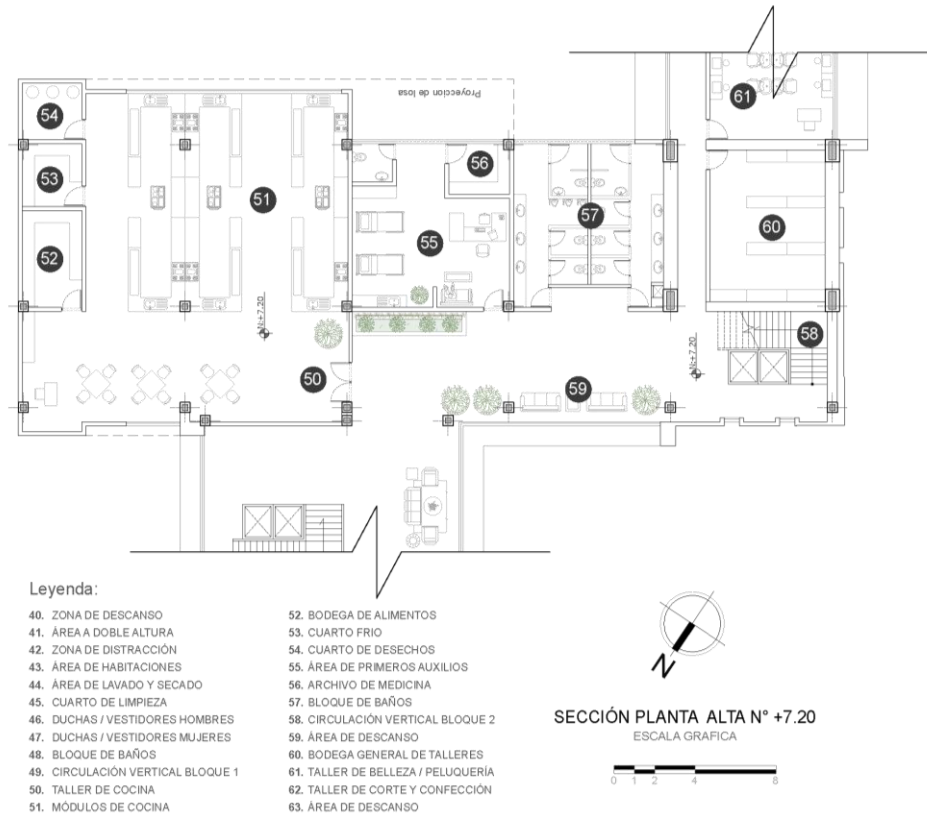 61
Proyeccion de losa
54
56
53
51
57
60
52
55
N:+7.20
N:+7.20
58
50
59
Leyenda:
40. ZONA DE DESCANSO
41. ÁREA A DOBLE ALTURA
42. ZONA DE DISTRACCIÓN
43. ÁREA DE HABITACIONES
44. ÁREA DE LAVADO Y SECADO
45. CUARTO DE LIMPIEZA
46. DUCHAS / VESTIDORES HOMBRES
47. DUCHAS / VESTIDORES MUJERES
48. BLOQUE DE BAÑOS
49. CIRCULACIÓN VERTICAL BLOQUE 1
50. TALLER DE COCINA
51. MÓDULOS DE COCINA
52. BODEGA DE ALIMENTOS
53. CUARTO FRIO
54. CUARTO DE DESECHOS
55. ÁREA DE PRIMEROS AUXILIOS
56. ARCHIVO DE MEDICINA
57. BLOQUE DE BAÑOS
58. CIRCULACIÓN VERTICAL BLOQUE 2
59. ÁREA DE DESCANSO
60. BODEGA GENERAL DE TALLERES
61. TALLER DE BELLEZA / PELUQUERÍA
62. TALLER DE CORTE Y CONFECCIÓN
63. ÁREA DE DESCANSO
N
SECCIÓN PLANTA ALTA N° +7.20
ESCALA GRAFICA
0 1 2 4 8